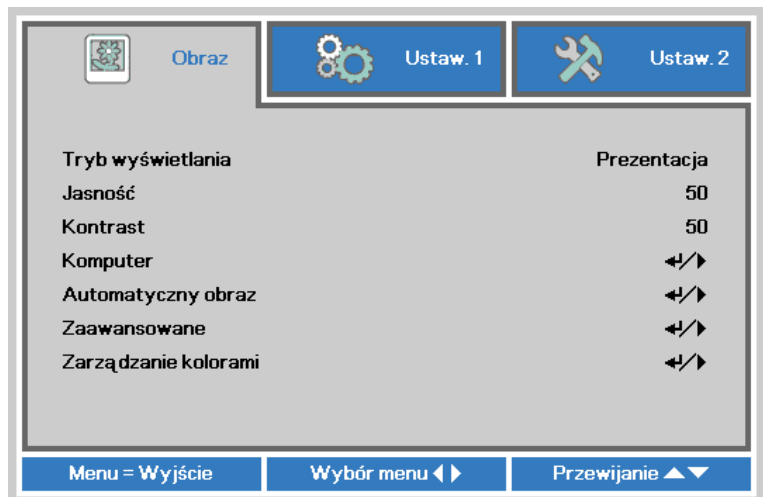 Obraz Ustaw. 1 Ustaw. 2
Tryb wyświetlania Prezentacja
Jasność 50
Kontrast 50
Komputer ↵/▶
Automatyczny obraz ↵/▶
Zaawansowane ↵/▶
Zarządzanie kolorami ↵/▶
Menu = Wyjście Wybór menu ◀ ▶ Przewijanie ▲▼